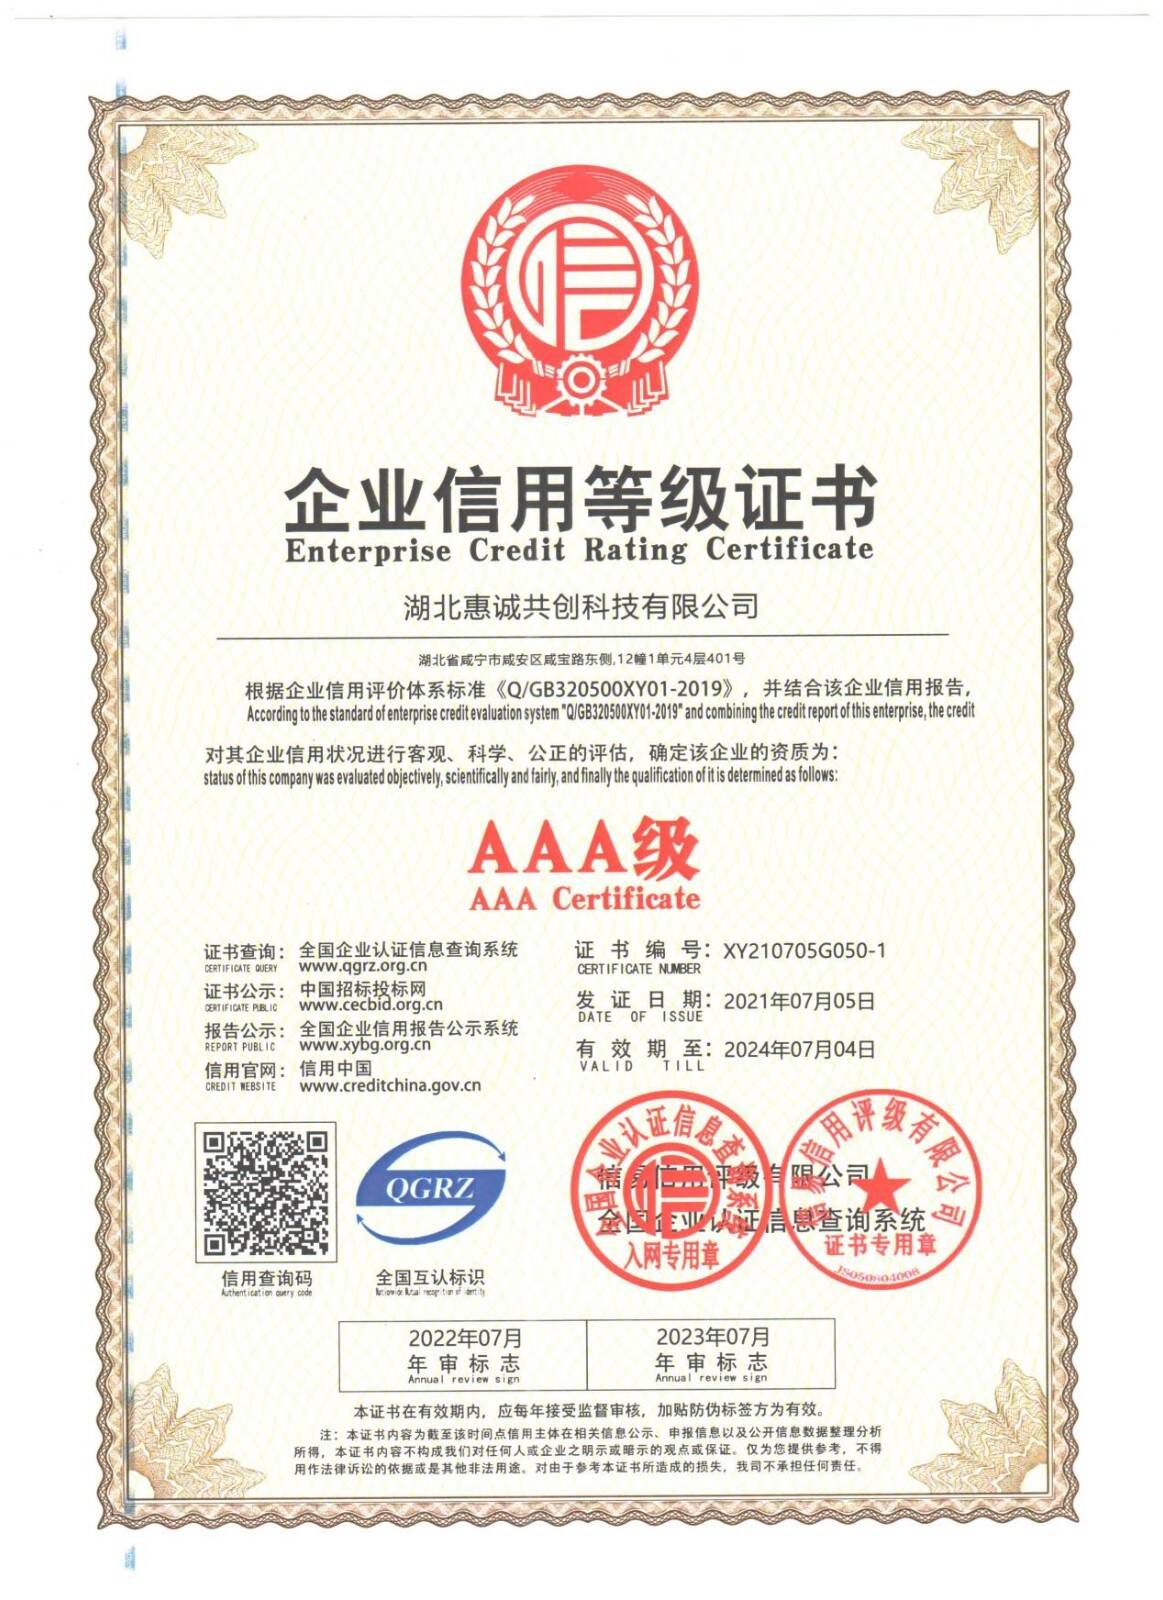 信
企业信用等级证书
Enterprise Credit Rating Certificate
湖北惠诚共创科技有限公司
湖北省咸宁市咸安区咸宝路东侧,12幢1单元4层401号
根据企业信用评价体系标准《Q/GB320500XY01-2019》，并结合该企业信用报告，
According to the standard of enterprise credit evaluation system "Q/GB320500XY01-2019" and combining the credit report of this enterprise, the credit
对其企业信用状况进行客观、科学、公正的评估，确定该企业的资质为：
status of this company was evaluated objectively, scientifically and fairly, and finally the qualification of it is determined as follows:
AAA级
AAA Certificate
证书查询： 全国企业认证信息查询系统
CERTIFICATE QUERY www.qgrz.org.cn
证书公示： 中国招标投标网
CERTIFICATE PUBLIC www.cecbid.org.cn
报告公示： 全国企业信用报告公示系统
REPORT PUBLIC www.xybg.org.cn
信用官网： 信用中国
CREDIT WEBSITE www.creditchina.gov.cn
证书编号： XY210705G050-1
CERTIFICATE NUMBER
发证日期： 2021年07月05日
DATE OF ISSUE
有效期至： 2024年07月04日
VALID TILL
QGRZ
信用查询码
Authentication query code
全国互认标识
Nationwide Mutual recognition of identity
信易信用评级有限公司
全国企业认证信息查询系统
全国企业认证信息查询系统
信
入网专用章
信易信用评级有限公司
证书专用章
JS050804008
2022年07月
年审标志
Annual review sign
2023年07月
年审标志
Annual review sign
本证书在有效期内，应每年接受监督审核，加贴防伪标签方为有效。
注：本证书内容为截至该时间点信用主体在相关信息公示、申报信息以及公开信息数据整理分析
所得，本证书内容不构成我们对任何人或企业之明示或暗示的观点或保证。仅为您提供参考，不得
用作法律诉讼的依据或是其他非法用途。对由于参考本证书所造成的损失，我司不承担任何责任。